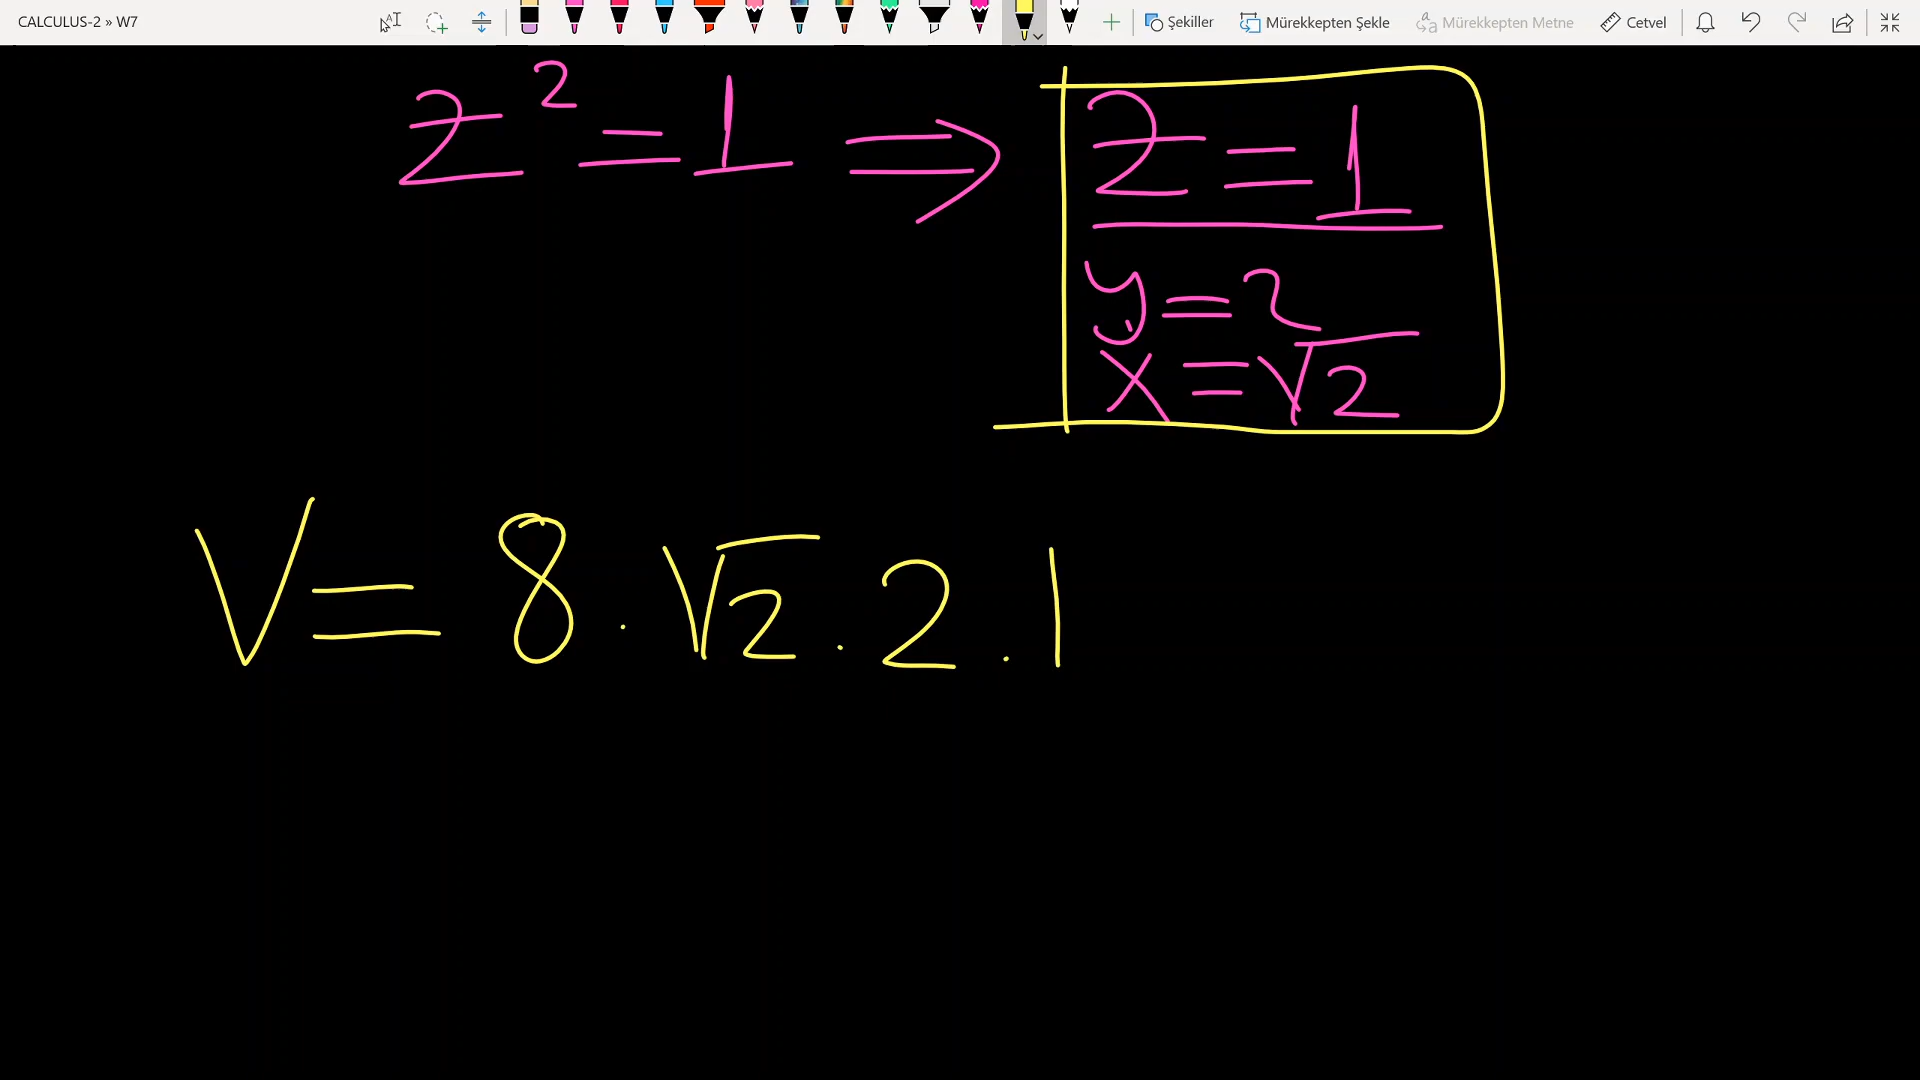 CALCULUS-2 » W7 Şekiller Mürekkepten Şekle Mürekkepten Metne Cetvel
z² = 1 ⇒ z = 1
y = 2
x = √2
V = 8 . √2 . 2 . 1